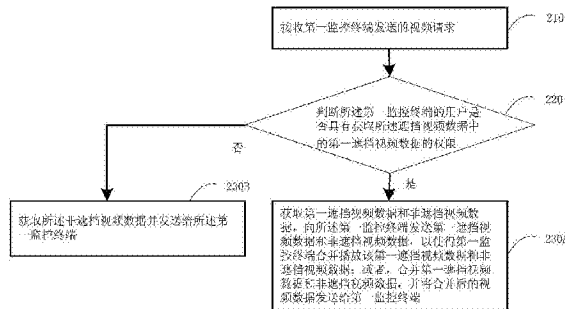 接收第一监控终端发送的视频请求
210
判断所述第一监控终端的用户是
否具有获取所述遮挡视频数据中
的第一遮挡视频数据的权限
220
否
是
230B
获取所述非遮挡视频数据并发送给所述第
一监控终端
获取第一遮挡视频数据和非遮挡视频数
据，向所述第一监控终端发送第一遮挡视
频数据和非遮挡视频数据，以使得第一监
控终端合并播放该第一遮挡视频数据和非
遮挡视频数据；或者，合并第一遮挡视频
数据和非遮挡视频数据，并将合并后的视
频数据发送给第一监控终端